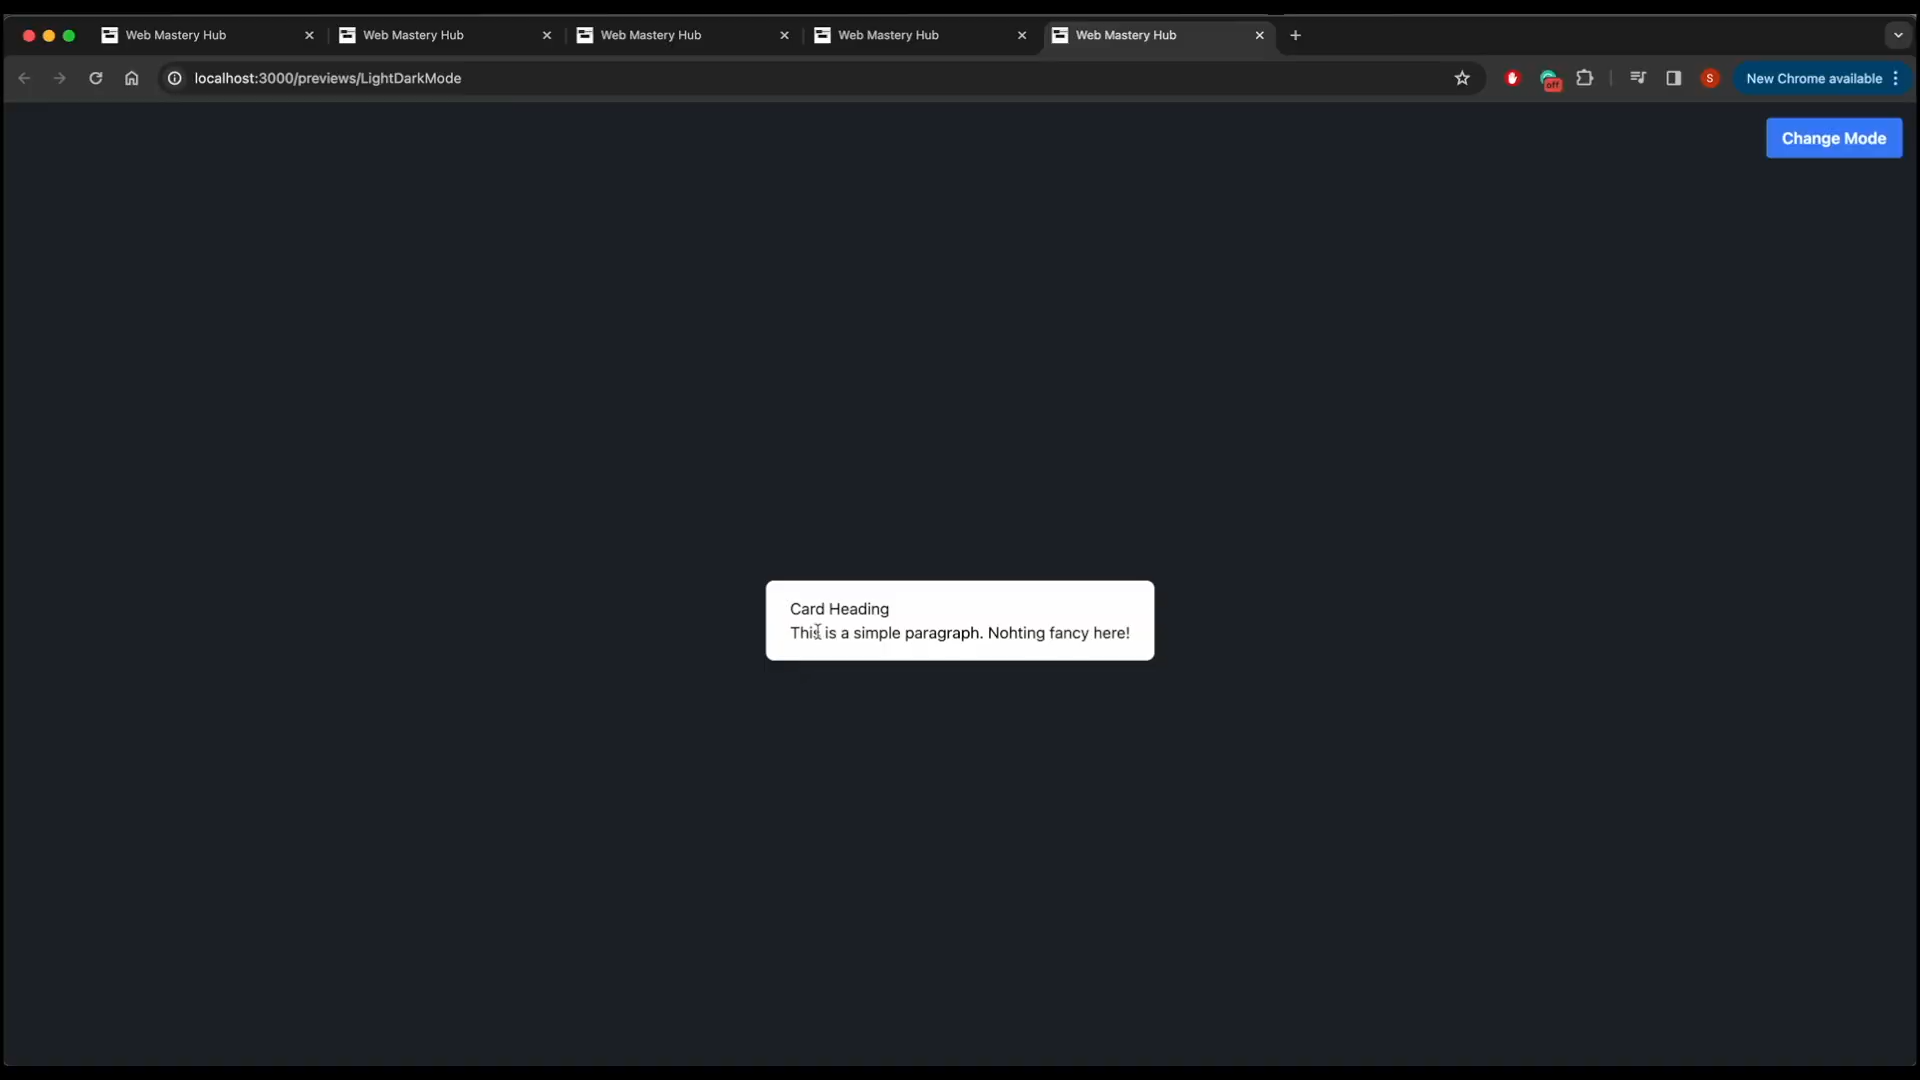 Web Mastery Hub
Web Mastery Hub
Web Mastery Hub
Web Mastery Hub
Web Mastery Hub
localhost:3000/previews/LightDarkMode
off
S
New Chrome available
Change Mode
Card Heading
This is a simple paragraph. Nohting fancy here!